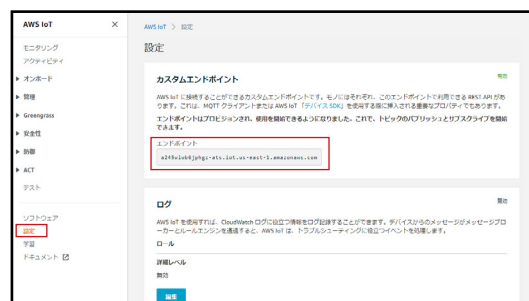 AWS IoT
×
モニタリング
アクティビティ
オンボード
管理
Greengrass
安全性
防御
ACT
テスト
ソフトウェア
設定
学習
ドキュメント
AWS IoT > 設定
設定
カスタムエンドポイント
有効
AWS IoT に接続することができるカスタムエンドポイントです。モノにはそれぞれ、このエンドポイントで利用できる REST API があ
ります。これは、MQTT クライアントまたは AWS IoT 「デバイス SDK」を使用する際に挿入される重要なプロパティでもあります。
エンドポイントはプロビジョンされ、使用を開始できるようになりました。これで、トピックのパブリッシュとサブスクライブを開始
できます。
エンドポイント
.iot.us-east-1.amazonaws.com
ログ
無効
AWS IoT を使用すれば、CloudWatch ログに役立つ情報をログ記録することができます。デバイスからのメッセージがメッセージブロ
ーカーとルールエンジンを通過すると、AWS IoT は、トラブルシューティングに役立つイベントを処理します。
ロール
詳細レベル
無効
編集